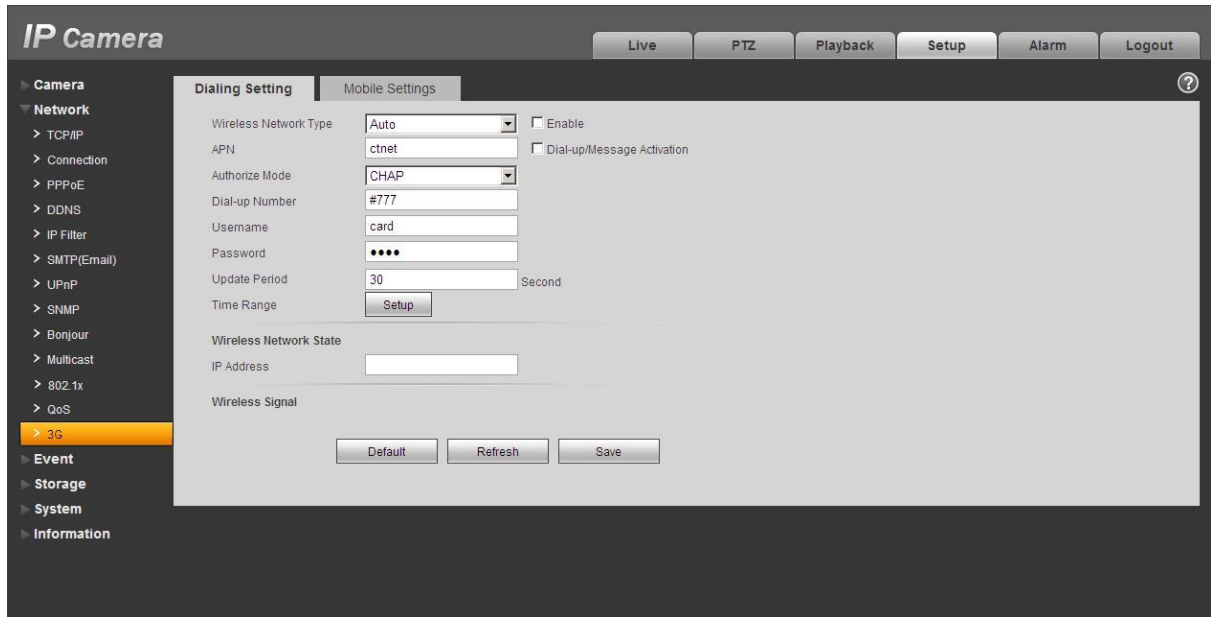 IP Camera
Live PTZ Playback Setup Alarm Logout
Camera
Network
> TCP/IP
> Connection
> PPPoE
> DDNS
> IP Filter
> SMTP(Email)
> UPnP
> SNMP
> Bonjour
> Multicast
> 802.1x
> QoS
> 3G
Event
Storage
System
Information
Dialing Setting Mobile Settings
?
Wireless Network Type Auto Enable
APN ctnet Dial-up/Message Activation
Authorize Mode CHAP
Dial-up Number #777
Username card
Password ••••
Update Period 30 Second
Time Range Setup
Wireless Network State
IP Address
Wireless Signal
Default Refresh Save